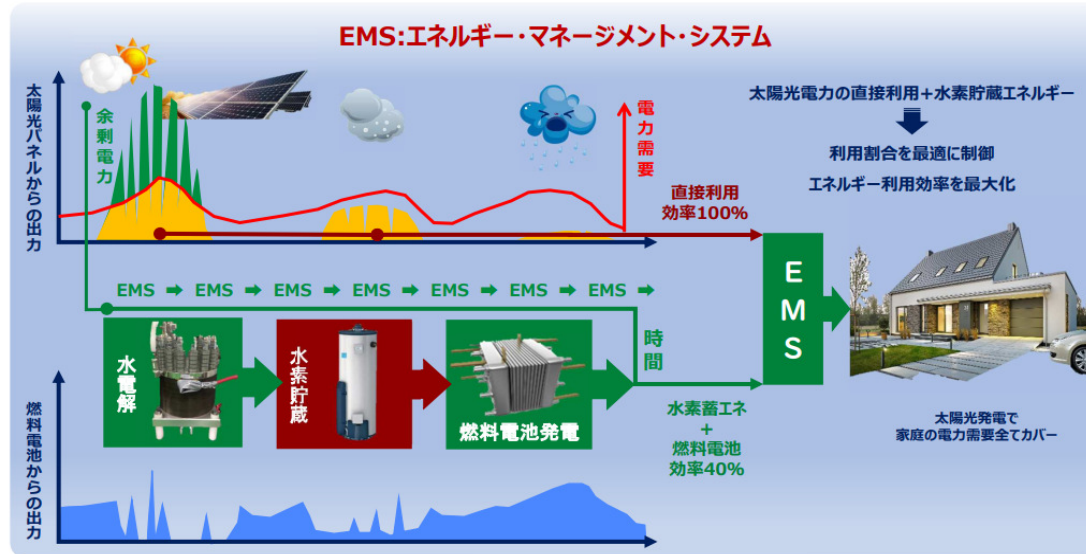 EMS:エネルギー・マネージメント・システム
太陽光パネルからの出力
余剰電力
電力需要
太陽光電力の直接利用+水素貯蔵エネルギー
利用割合を最適に制御
エネルギー利用効率を最大化
直接利用
効率100%
EMS
EMS
EMS
EMS
EMS
EMS
EMS
EMS
時間
水電解
水素貯蔵
燃料電池発電
水素蓄エネ
+
燃料電池
効率40%
太陽光発電で
家庭の電力需要全てカバー
燃料電池からの出力